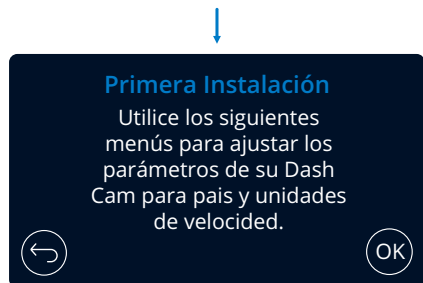 Primera Instalación
Utilice los siguientes
menús para ajustar los
parámetros de su Dash
Cam para pais y unidades
de velocided.
OK